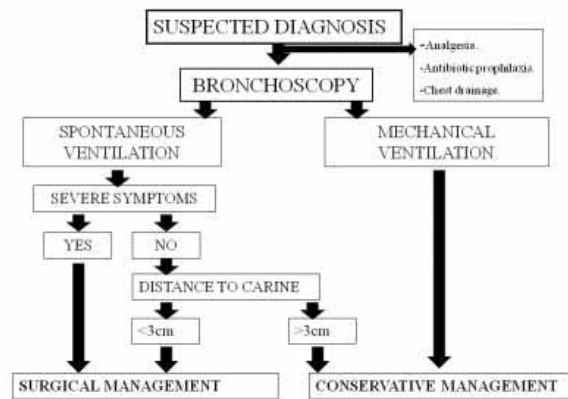 SUSPECTED DIAGNOSIS
-Analgesia.
-Antibiotic prophilaxia.
-Chest drainage.
BRONCHOSCOPY
SPONTANEOUS
VENTILATION
MECHANICAL
VENTILATION
SEVERE SYMPTOMS
YES
NO
DISTANCE TO CARINE
<3cm
>3cm
SURGICAL MANAGEMENT
CONSERVATIVE MANAGEMENT